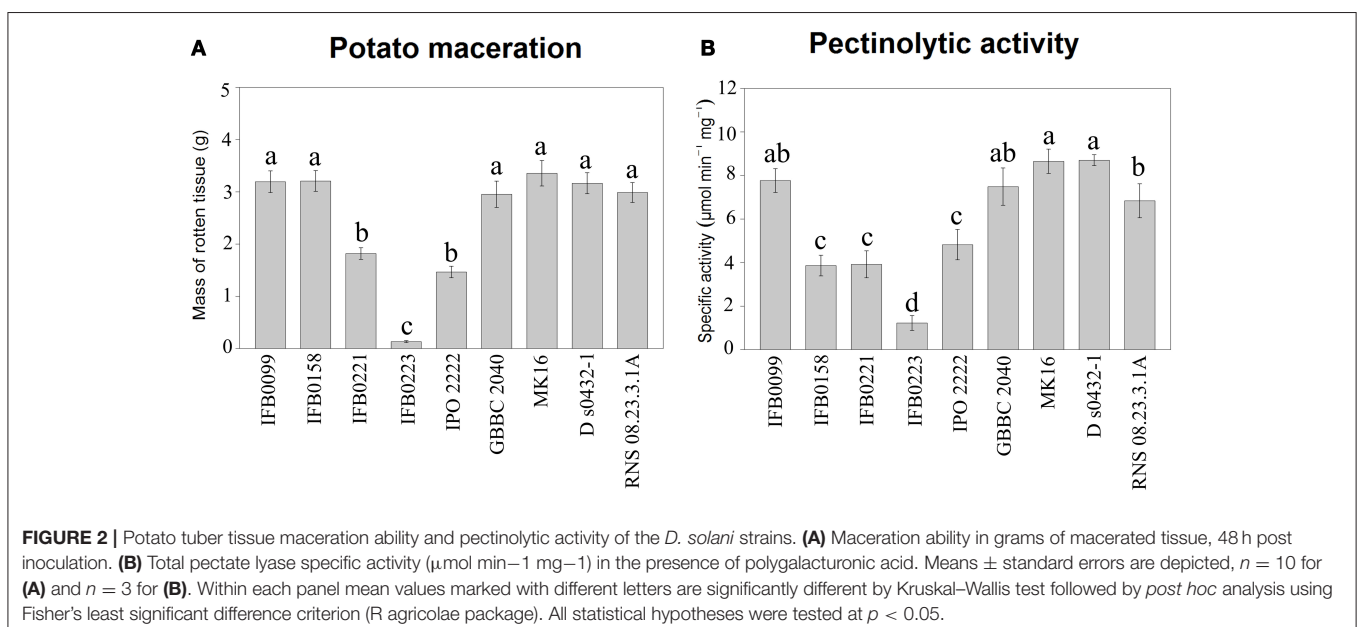 A Potato maceration
Mass of rotten tissue (g)
5
4
3
2
1
0
a
a
b
c
b
a
a
a
a
IFB0099
IFB0158
IFB0221
IFB0223
IPO 2222
GBBC 2040
MK16
D s0432-1
RNS 08.23.3.1A
B Pectinolytic activity
Specific activity (µmol min⁻¹ mg⁻¹)
12
10
8
6
4
2
0
ab
c
c
d
c
ab
a
a
b
IFB0099
IFB0158
IFB0221
IFB0223
IPO 2222
GBBC 2040
MK16
D s0432-1
RNS 08.23.3.1A
FIGURE 2 | Potato tuber tissue maceration ability and pectinolytic activity of the D. solani strains. (A) Maceration ability in grams of macerated tissue, 48 h post
inoculation. (B) Total pectate lyase specific activity (µmol min−1 mg−1) in the presence of polygalacturonic acid. Means ± standard errors are depicted, n = 10 for
(A) and n = 3 for (B). Within each panel mean values marked with different letters are significantly different by Kruskal–Wallis test followed by post hoc analysis using
Fisher's least significant difference criterion (R agricolae package). All statistical hypotheses were tested at p < 0.05.